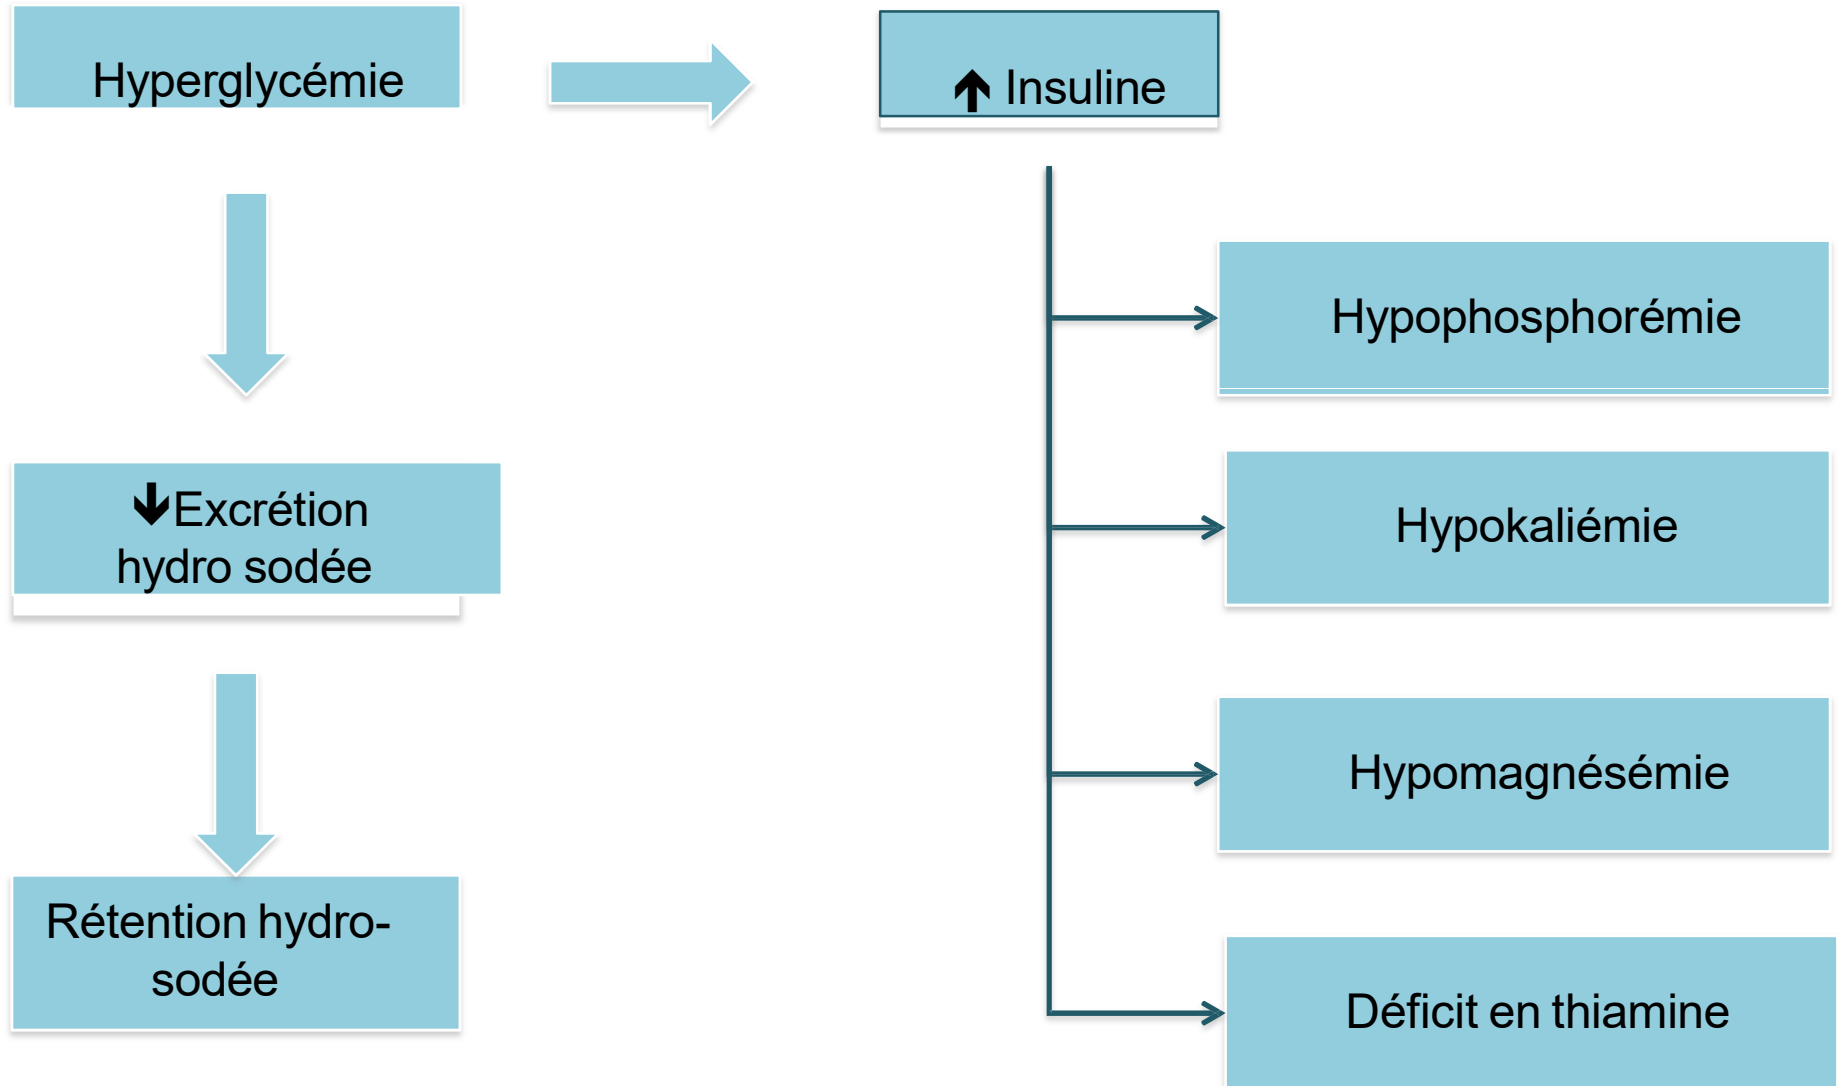 Hyperglycémie
🡩 Insuline
Hypophosphorémie
Hypokaliémie
🡫Excrétion
hydro sodée
Hypomagnésémie
Rétention hydro-
sodée
Déficit en thiamine